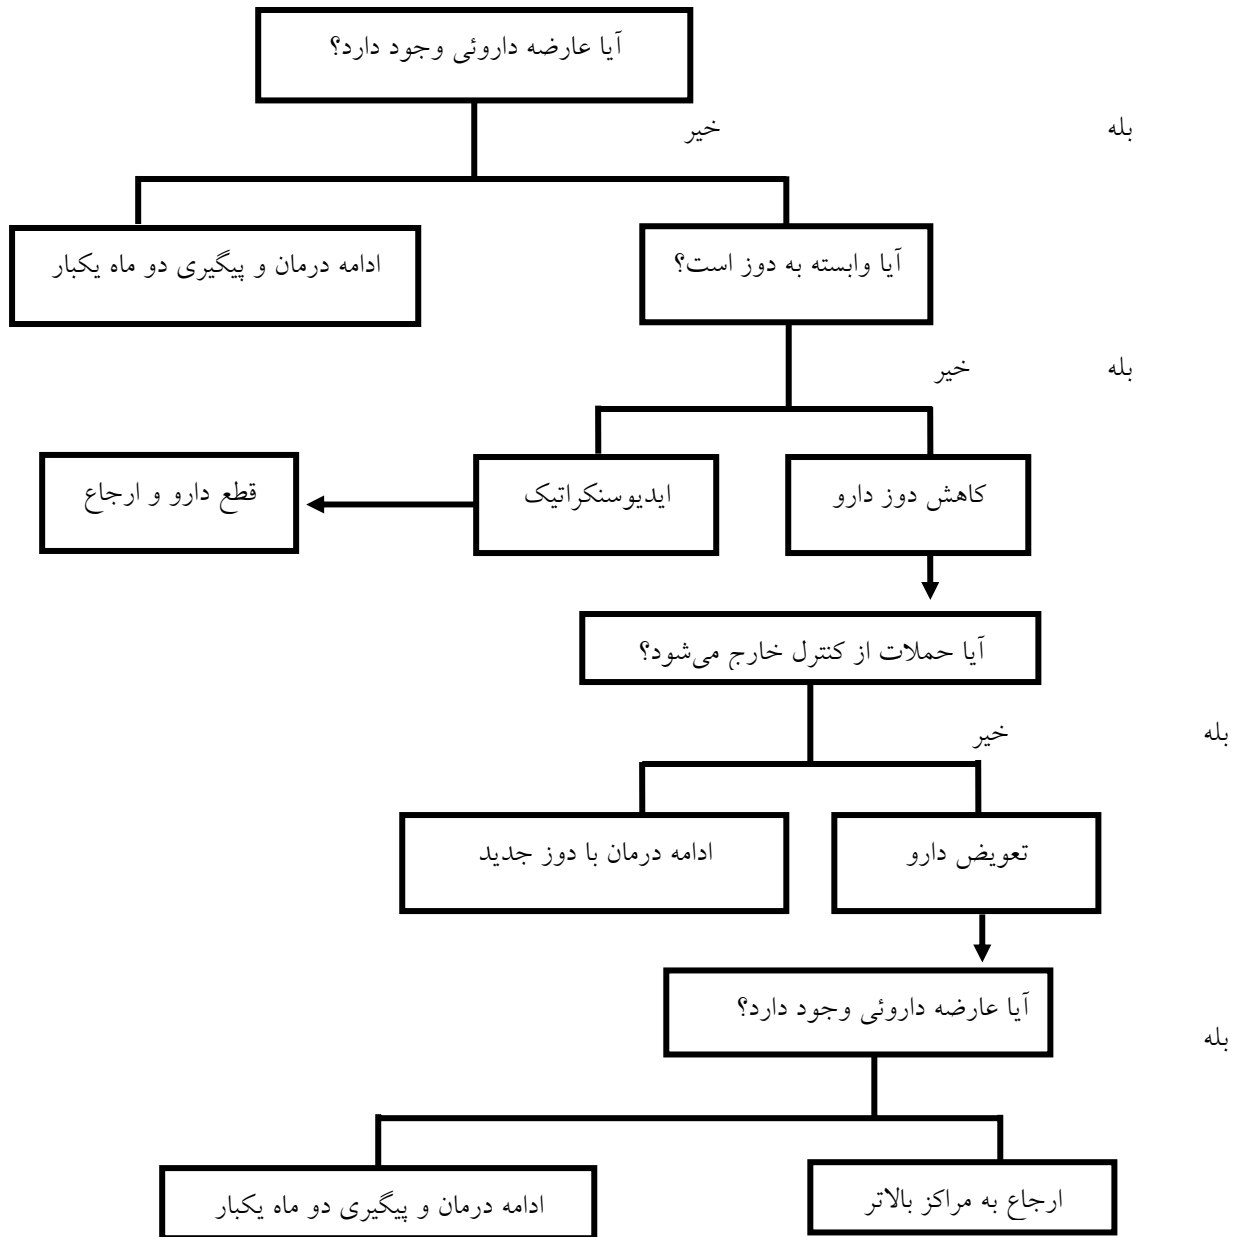 آیا عارضه داروئی وجود دارد؟
بله
خیر
آیا وابسته به دوز است؟
ادامه درمان و پیگیری دو ماه یکبار
بله
خیر
کاهش دوز دارو
ایدیوسنکراتیک
قطع دارو و ارجاع
آیا حملات از کنترل خارج می‌شود؟
بله
خیر
تعویض دارو
ادامه درمان با دوز جدید
آیا عارضه داروئی وجود دارد؟
بله
ارجاع به مراکز بالاتر
ادامه درمان و پیگیری دو ماه یکبار